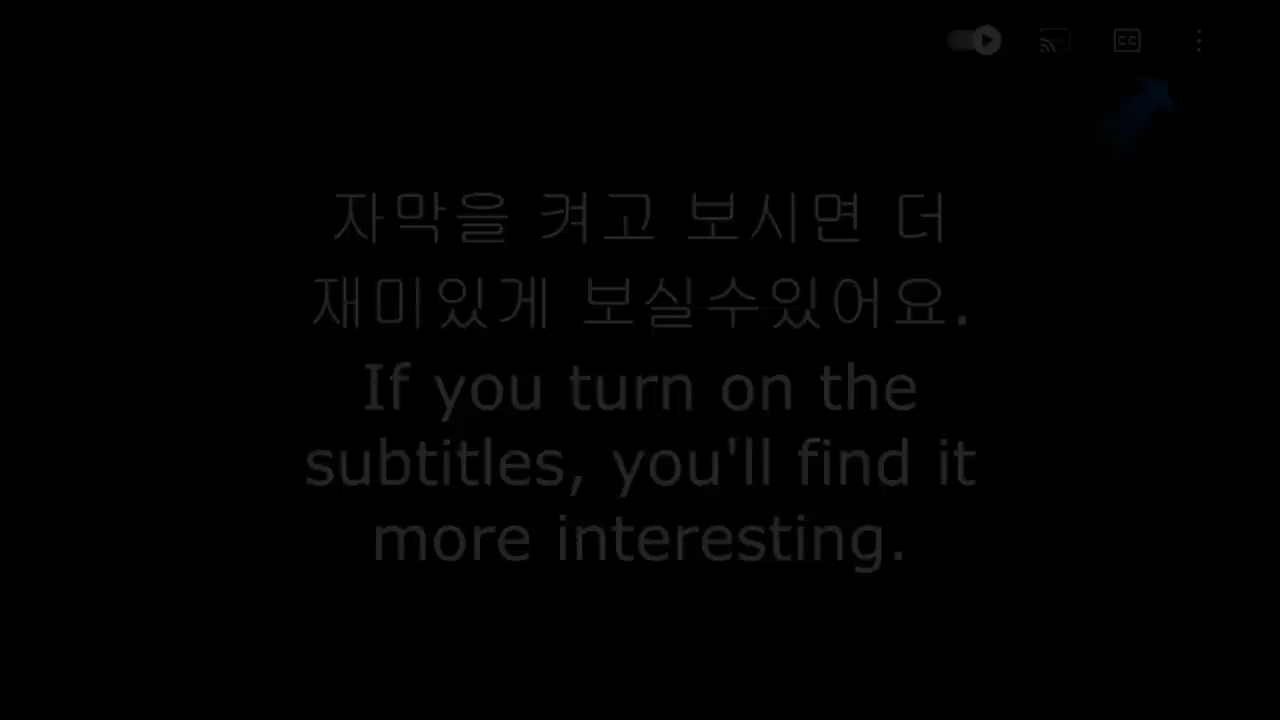 CC
자막을 켜고 보시면 더
재미있게 보실수있어요.
If you turn on the
subtitles, you'll find it
more interesting.